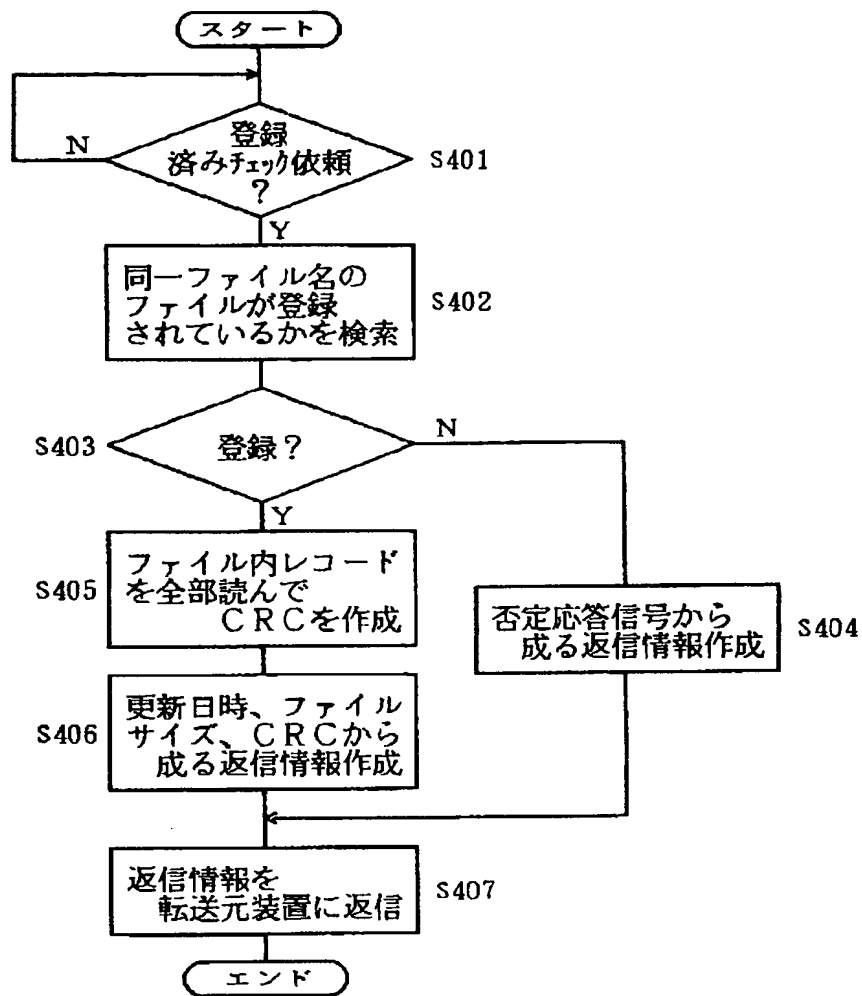 スタート
N
登録
済みチェック依頼
?
S401
Y
同一ファイル名の
ファイルが登録
されているかを検索
S402
S403
登録?
N
Y
S405
ファイル内レコード
を全部読んで
CRCを作成
否定応答信号から
成る返信情報作成
S404
S406
更新日時、ファイル
サイズ、CRCから
成る返信情報作成
返信情報を
転送元装置に返信
S407
エンド